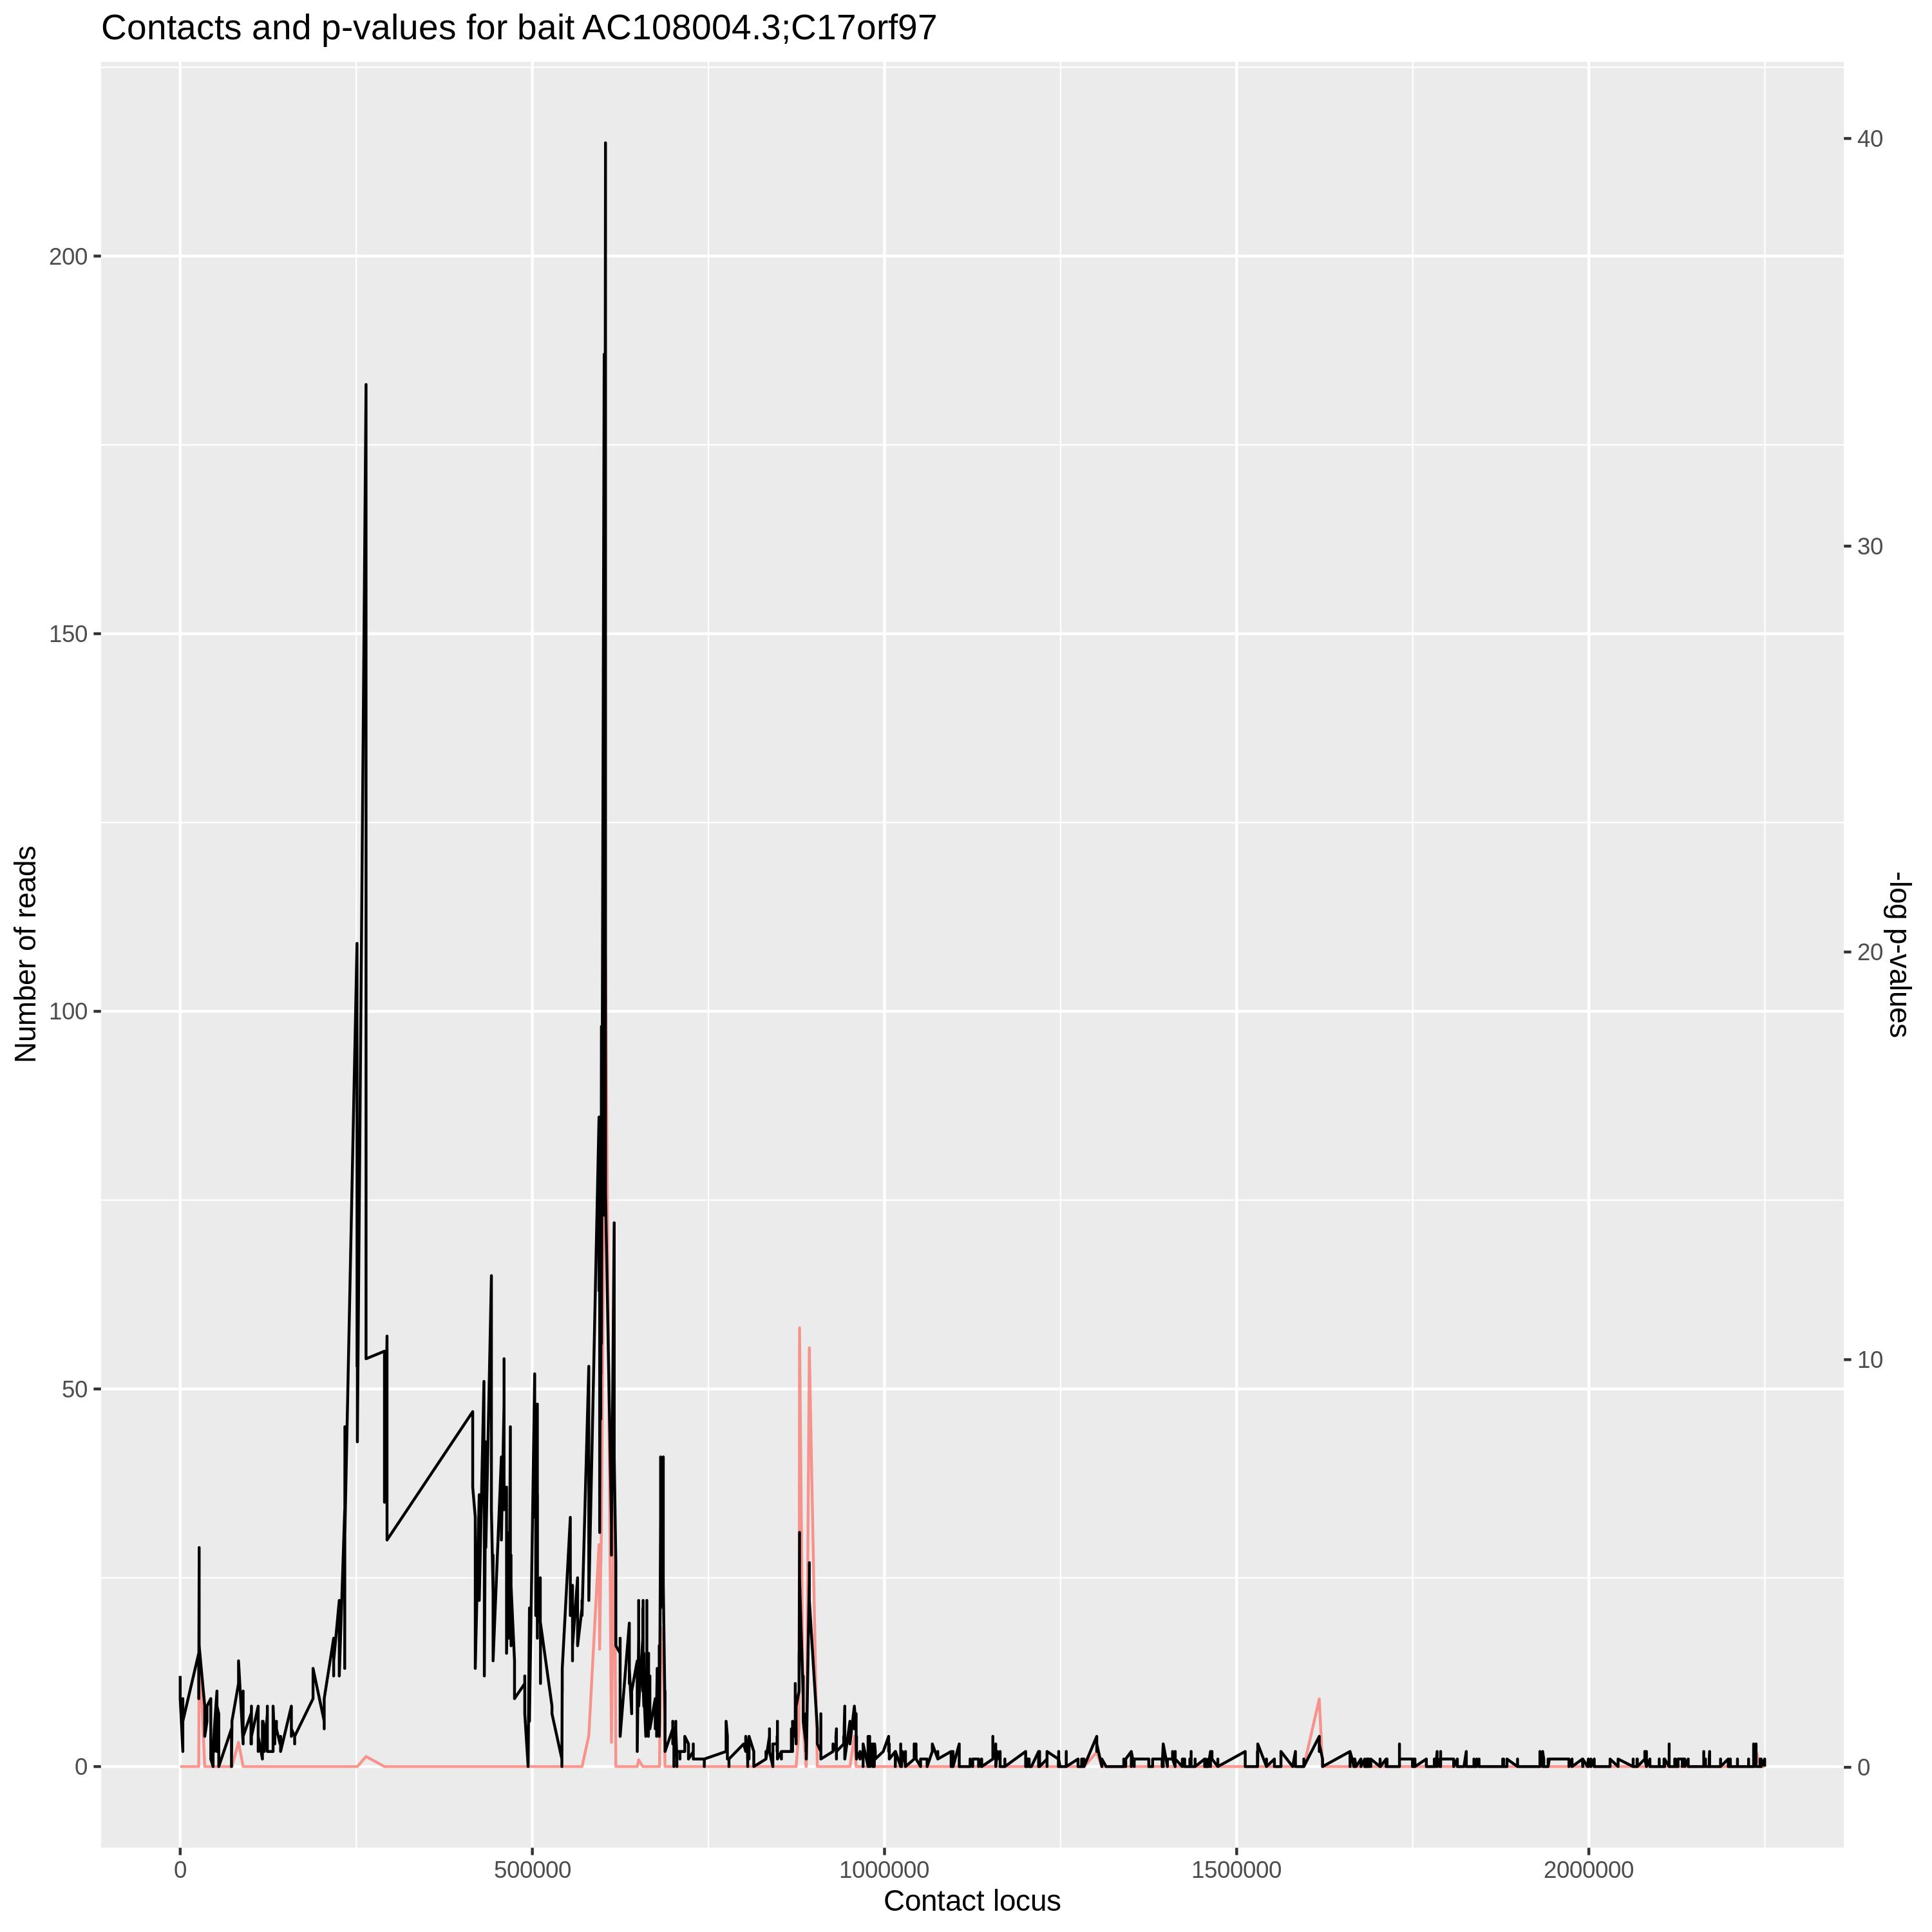 Contacts and p-values for bait AC108004.3;C17orf97
Number of reads
200
150
100
50
0
40
30
20
10
0
-log p-values
0 500000 1000000 1500000 2000000
Contact locus